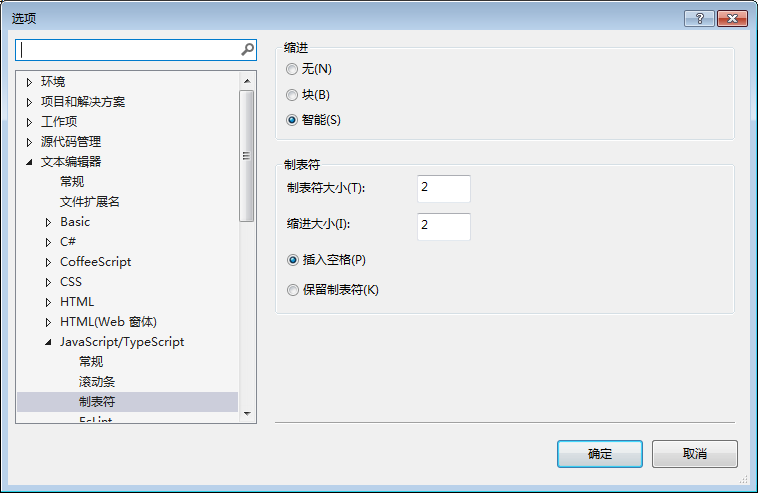 选项
环境
项目和解决方案
工作项
源代码管理
文本编辑器
常规
文件扩展名
Basic
C#
CoffeeScript
CSS
HTML
HTML(Web 窗体)
JavaScript/TypeScript
常规
滚动条
制表符
EsLint
缩进
无(N)
块(B)
智能(S)
制表符
制表符大小(T): 2
缩进大小(I): 2
插入空格(P)
保留制表符(K)
确定
取消